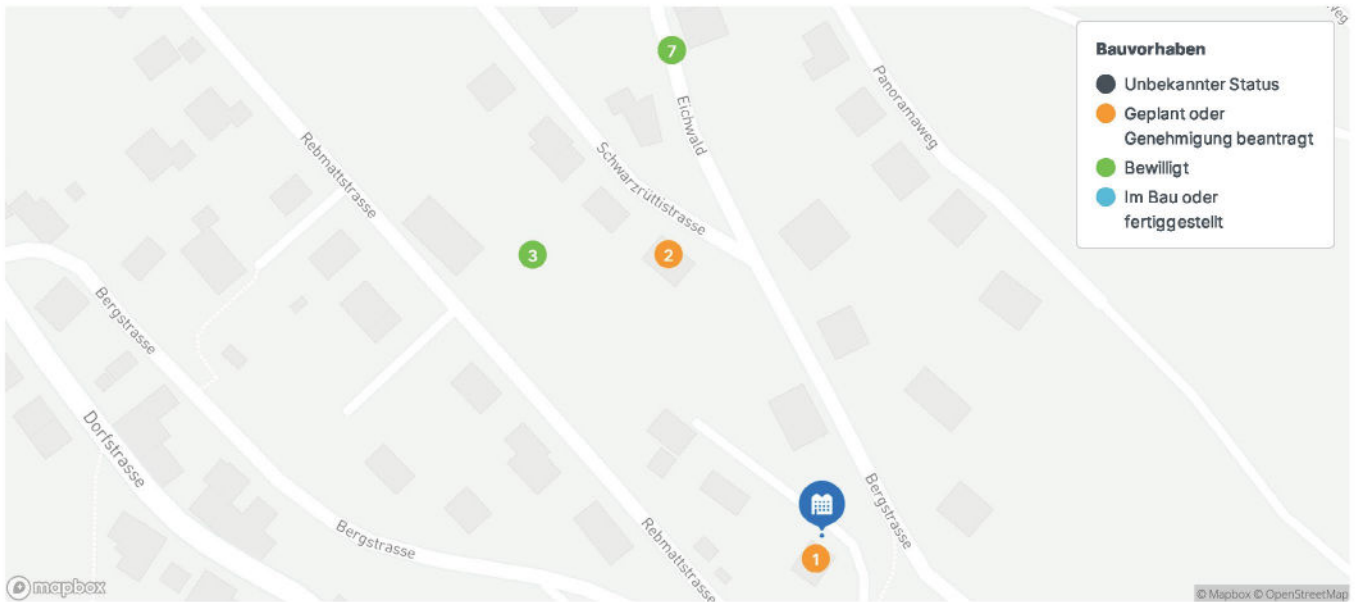 weg
7
Bauvorhaben
Unbekannter Status
Geplant oder
Genehmigung beantragt
Bewilligt
Im Bau oder
fertiggestellt
Panoramaweg
Eichwald
Rebmattstrasse
Schwarzrüttistrasse
3
2
Bergstrasse
Dorfstrasse
Bergstrasse
Rebmattstrasse
Bergstrasse
1
mapbox
© Mapbox © OpenStreetMap